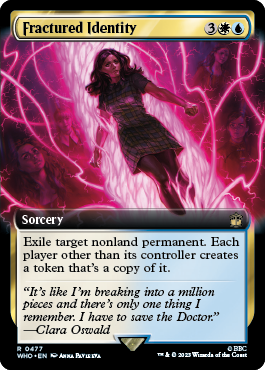 Fractured Identity 3
Sorcery
Exile target nonland permanent. Each
player other than its controller creates
a token that's a copy of it.
“It's like I'm breaking into a million
pieces and there's only one thing I
remember. I have to save the Doctor.”
—Clara Oswald
R 0477
WHO • EN Anna Pavleeva
© BBC
™ & © 2023 Wizards of the Coast